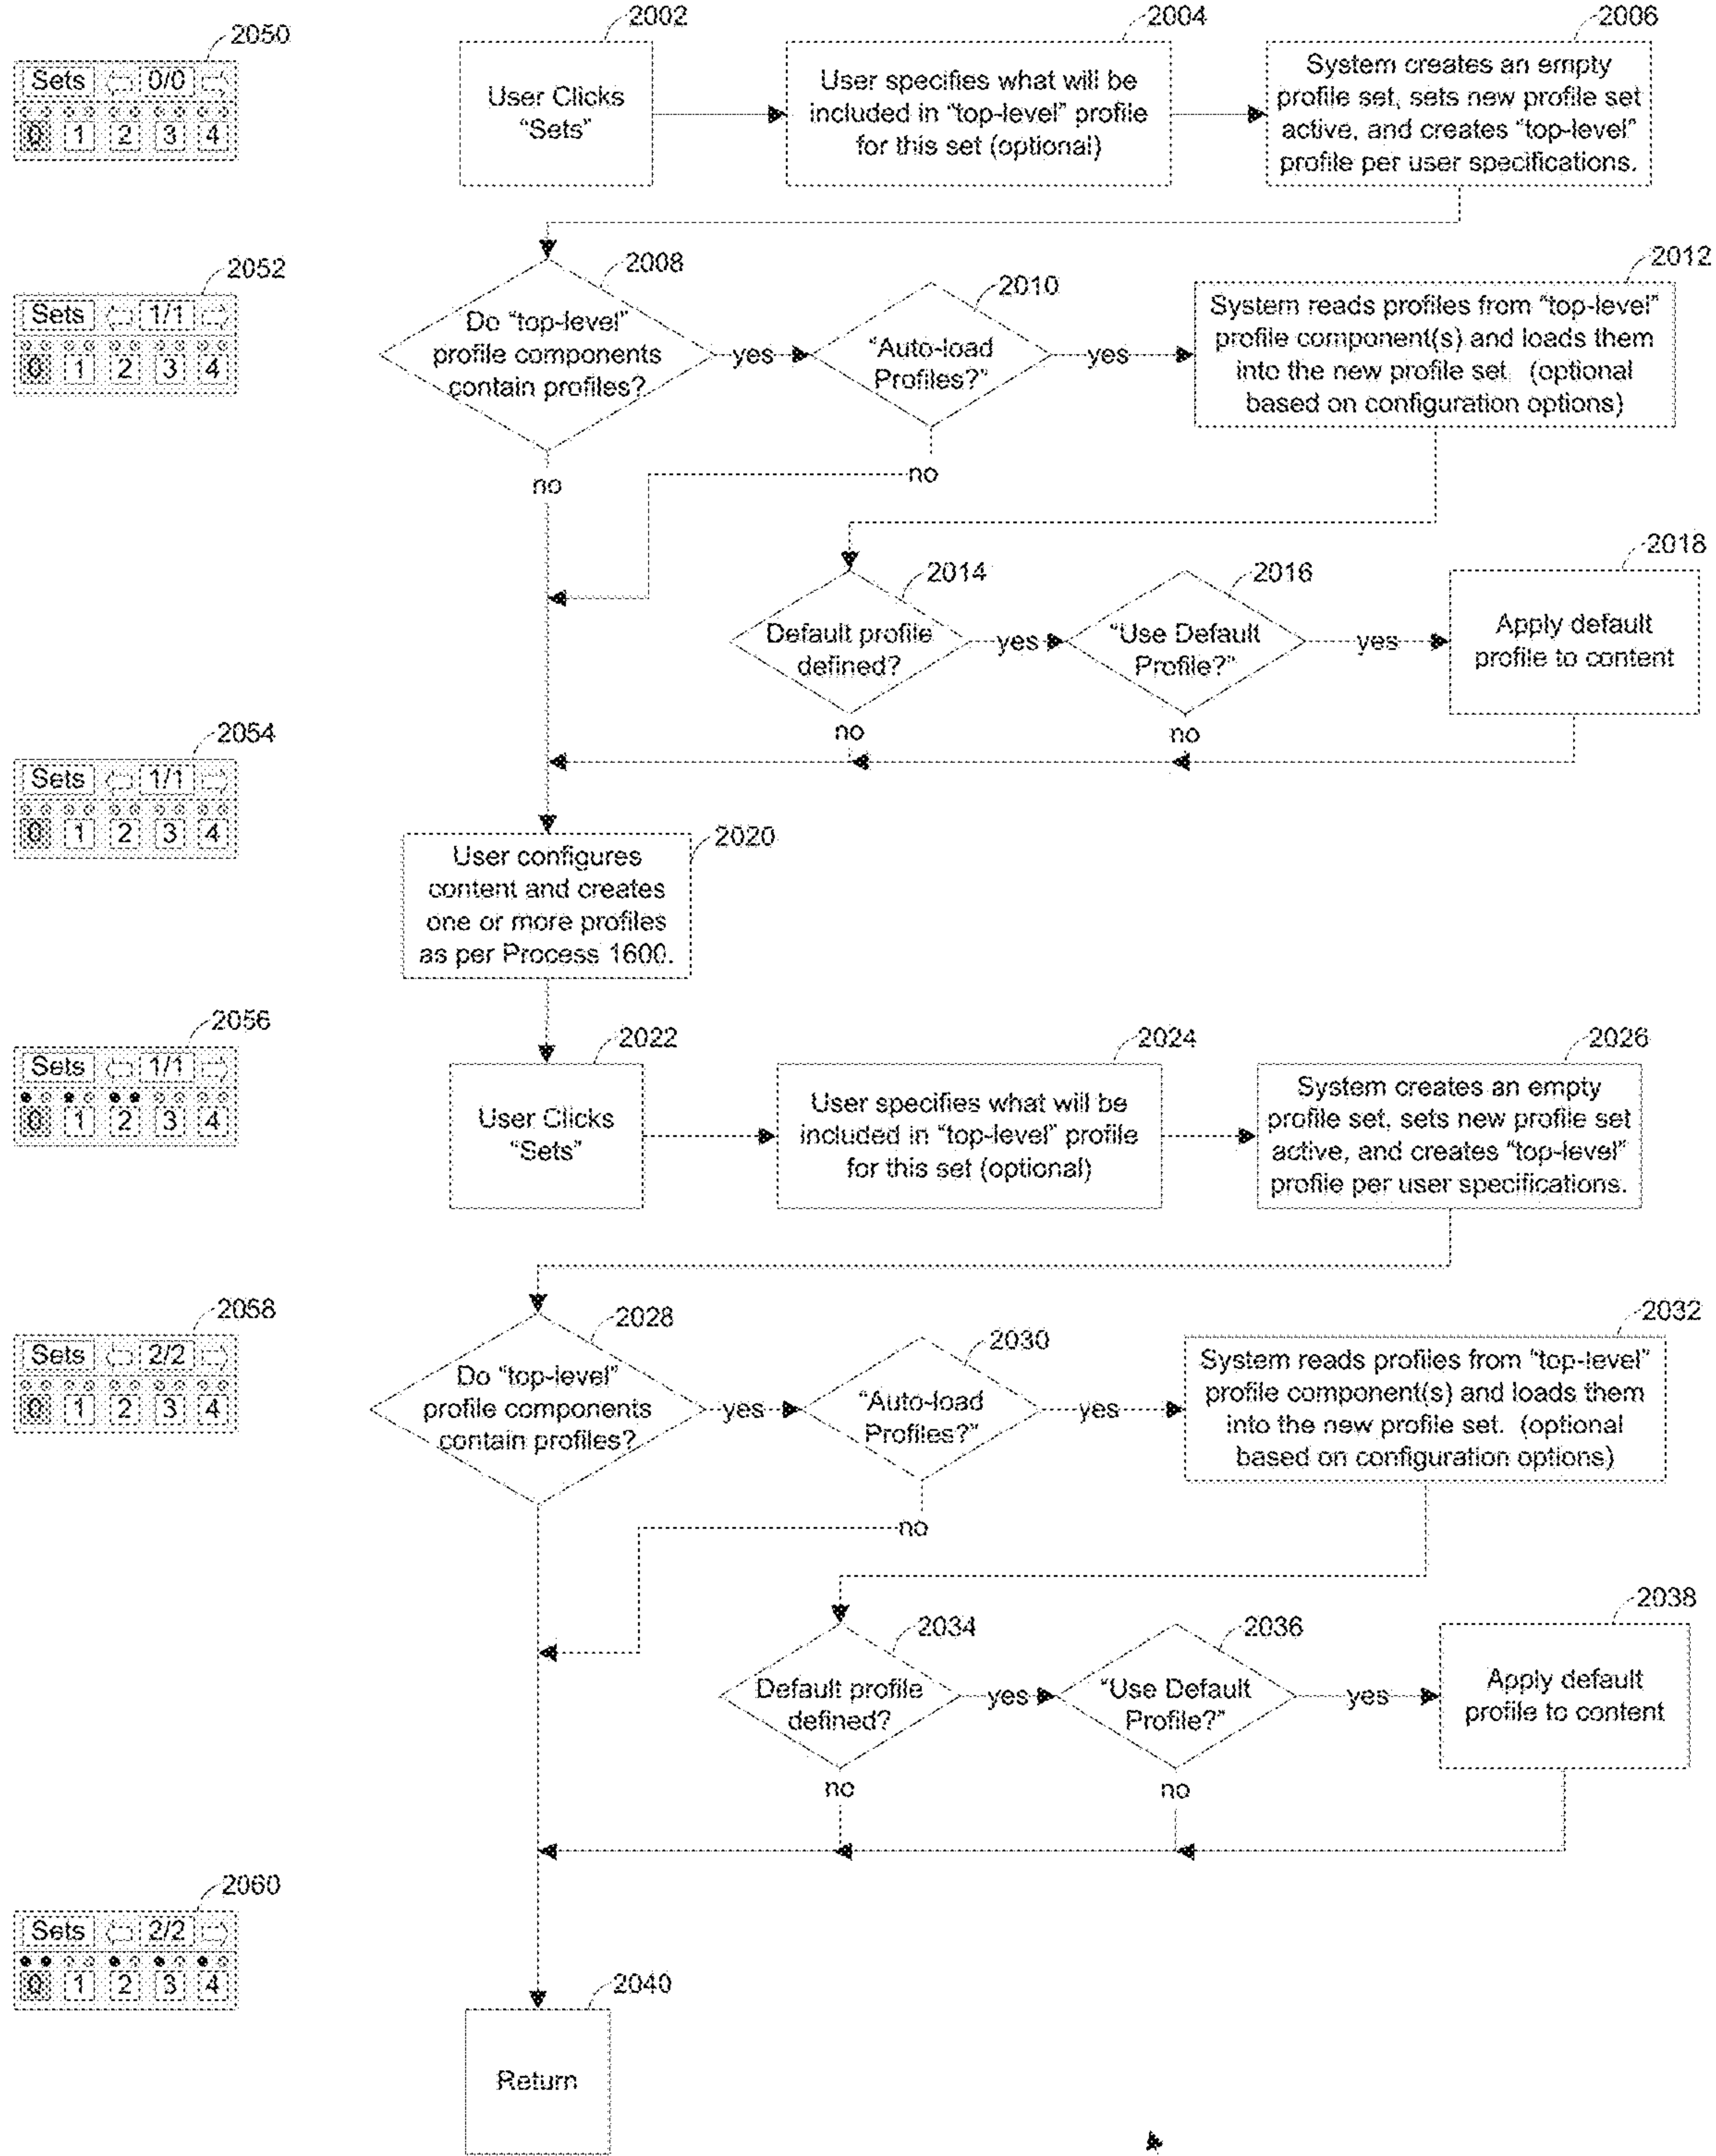 2050
Sets 0/0
0 1 2 3 4
2002
User Clicks
“Sets”
2004
User specifies what will be
included in “top-level” profile
for this set (optional)
2006
System creates an empty
profile set, sets new profile set
active, and creates “top-level”
profile per user specifications.
2052
Sets 1/1
0 1 2 3 4
2008
Do “top-level”
profile components
contain profiles?
yes
no
2010
“Auto-load
Profiles?”
yes
no
2012
System reads profiles from “top-level”
profile component(s) and loads them
into the new profile set. (optional
based on configuration options)
2014
Default profile
defined?
yes
no
2016
“Use Default
Profile?”
yes
no
2018
Apply default
profile to content
2054
Sets 1/1
0 1 2 3 4
2020
User configures
content and creates
one or more profiles
as per Process 1600.
2056
Sets 1/1
0 1 2 3 4
2022
User Clicks
“Sets”
2024
User specifies what will be
included in “top-level” profile
for this set (optional)
2026
System creates an empty
profile set, sets new profile set
active, and creates “top-level”
profile per user specifications.
2058
Sets 2/2
0 1 2 3 4
2028
Do “top-level”
profile components
contain profiles?
yes
2030
“Auto-load
Profiles?”
yes
no
2032
System reads profiles from “top-level”
profile component(s) and loads them
into the new profile set. (optional
based on configuration options)
2034
Default profile
defined?
yes
no
2036
“Use Default
Profile?”
yes
no
2038
Apply default
profile to content
2060
Sets 2/2
0 1 2 3 4
2040
Return